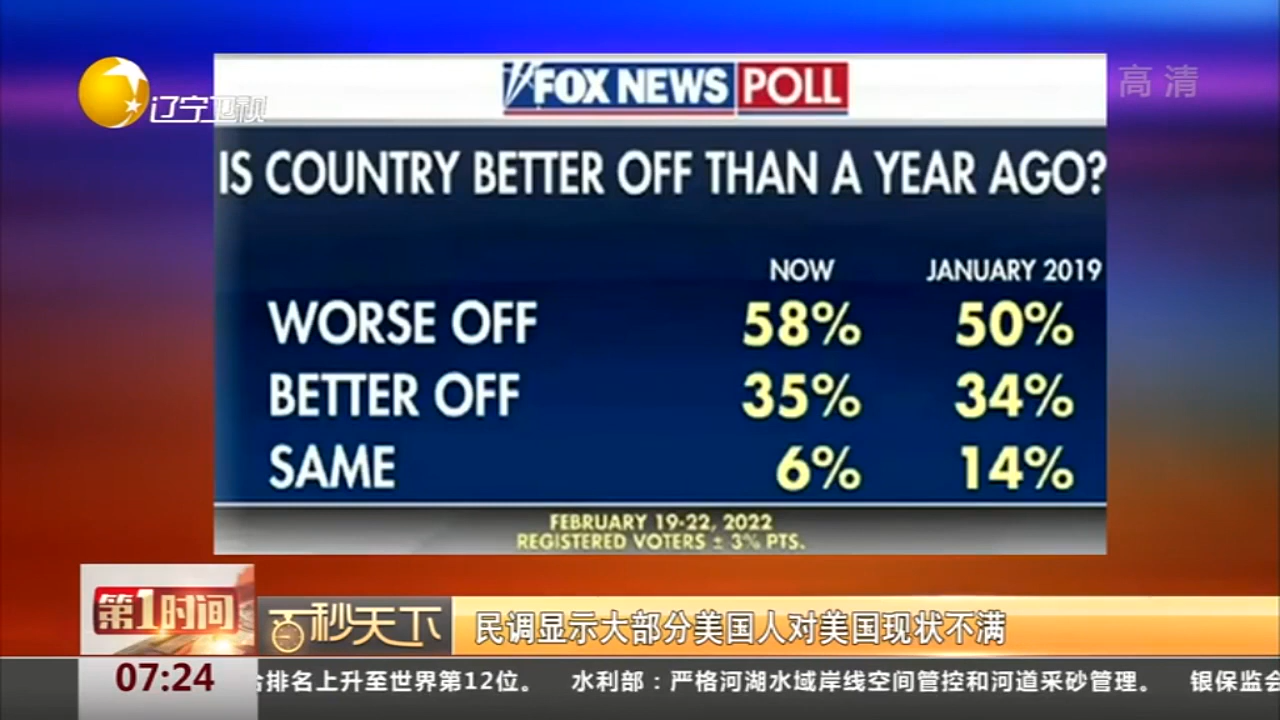 辽宁卫视
高清
FOX NEWS POLL
IS COUNTRY BETTER OFF THAN A YEAR AGO?
NOW JANUARY 2019
WORSE OFF 58% 50%
BETTER OFF 35% 34%
SAME 6% 14%
FEBRUARY 19-22, 2022
REGISTERED VOTERS ± 3% PTS.
第1时间
百秒天下
民调显示大部分美国人对美国现状不满
07:24
排名上升至世界第12位。 水利部：严格河湖水域岸线空间管控和河道采砂管理。 银保监会